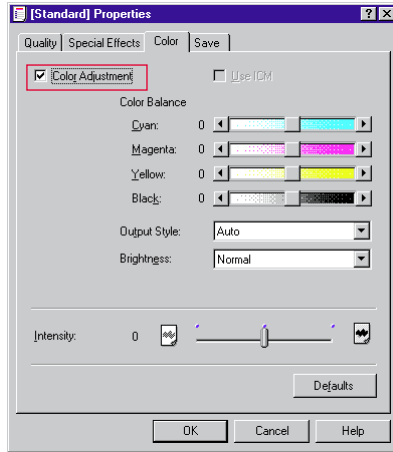 [Standard] Properties
Quality Special Effects Color Save
Color Adjustment Use ICM
Color Balance
Cyan: 0
Magenta: 0
Yellow: 0
Black: 0
Output Style: Auto
Brightness: Normal
Intensity: 0
Defaults
OK Cancel Help